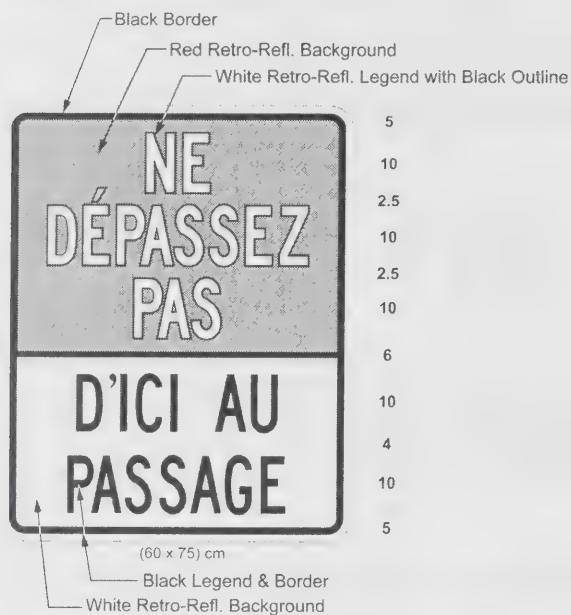 Black Border
Red Retro-Refl. Background
White Retro-Refl. Legend with Black Outline
NE
DÉPASSEZ
PAS
D'ICI AU
PASSAGE
5
10
2.5
10
2.5
10
6
10
4
10
5
(60 x 75) cm
Black Legend & Border
White Retro-Refl. Background